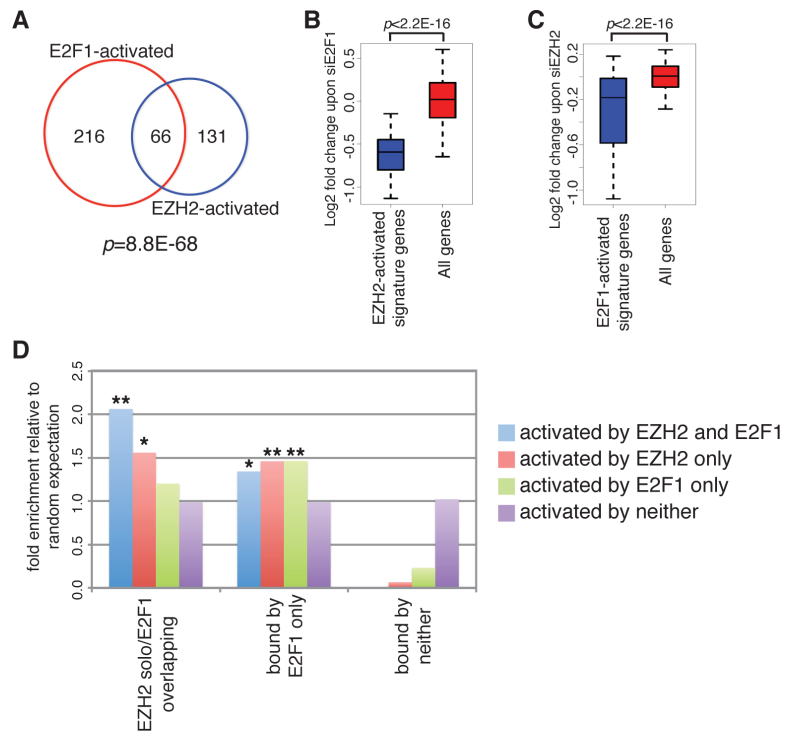 A
E2F1-activated
216
66
131
EZH2-activated
p=8.8E-68
B
p<2.2E-16
Log2 fold change upon siE2F1
0.5
0.0
-0.5
-1.0
EZH2-activated
signature genes
All genes
C
p<2.2E-16
Log2 fold change upon siEZH2
0.2
-0.2
-0.6
-1.0
E2F1-activated
signature genes
All genes
D
fold enrichment relative to
random expectation
2.5
2.0
1.5
1.0
0.5
0.0
**
*
*
**
**
EZH2 solo/E2F1
overlapping
bound by
E2F1 only
bound by
neither
activated by EZH2 and E2F1
activated by EZH2 only
activated by E2F1 only
activated by neither